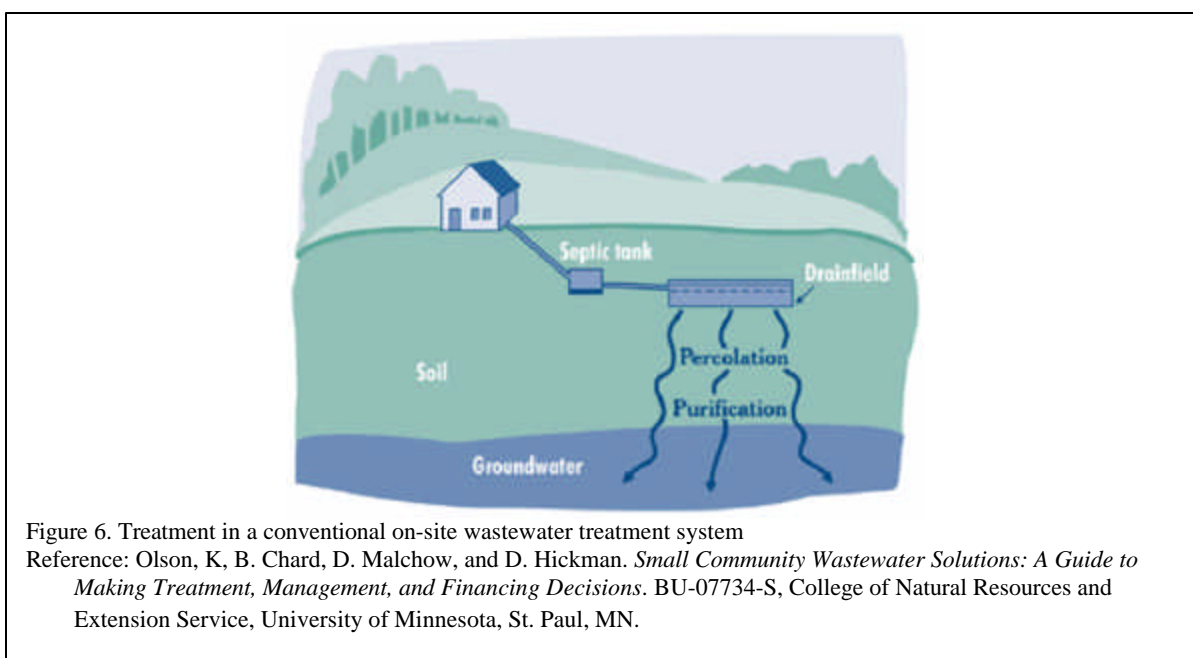 Septic tank
Drainfield
Percolation
Soil
Purification
Groundwater
Figure 6. Treatment in a conventional on-site wastewater treatment system
Reference: Olson, K, B. Chard, D. Malchow, and D. Hickman. Small Community Wastewater Solutions: A Guide to
Making Treatment, Management, and Financing Decisions. BU-07734-S, College of Natural Resources and
Extension Service, University of Minnesota, St. Paul, MN.